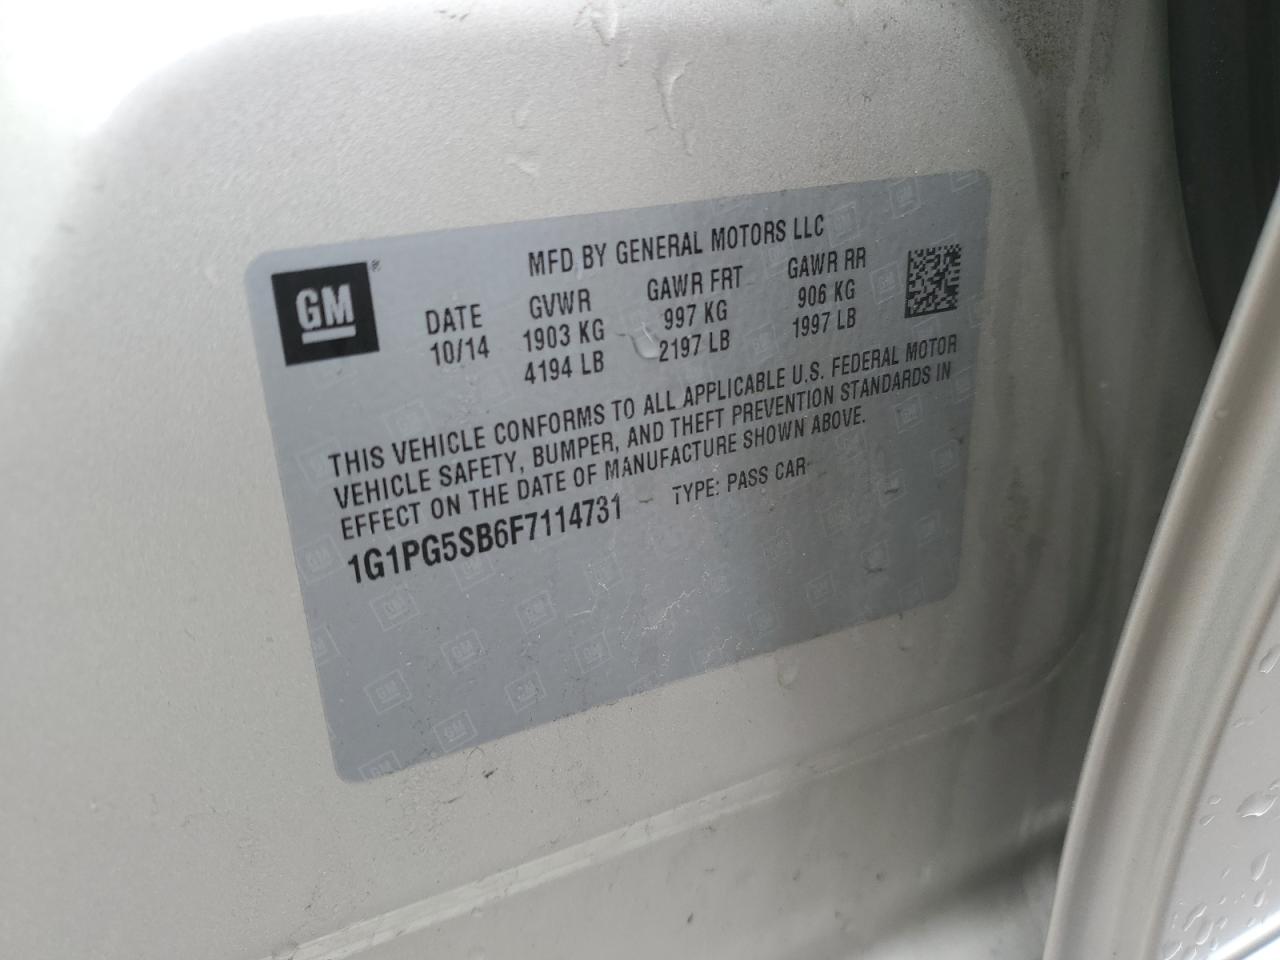 GM ®
MFD BY GENERAL MOTORS LLC
DATE GVWR GAWR FRT GAWR RR
10/14 1903 KG 997 KG 906 KG
4194 LB 2197 LB 1997 LB
THIS VEHICLE CONFORMS TO ALL APPLICABLE U.S. FEDERAL MOTOR
VEHICLE SAFETY, BUMPER, AND THEFT PREVENTION STANDARDS IN
EFFECT ON THE DATE OF MANUFACTURE SHOWN ABOVE.
1G1PG5SB6F7114731 TYPE: PASS CAR